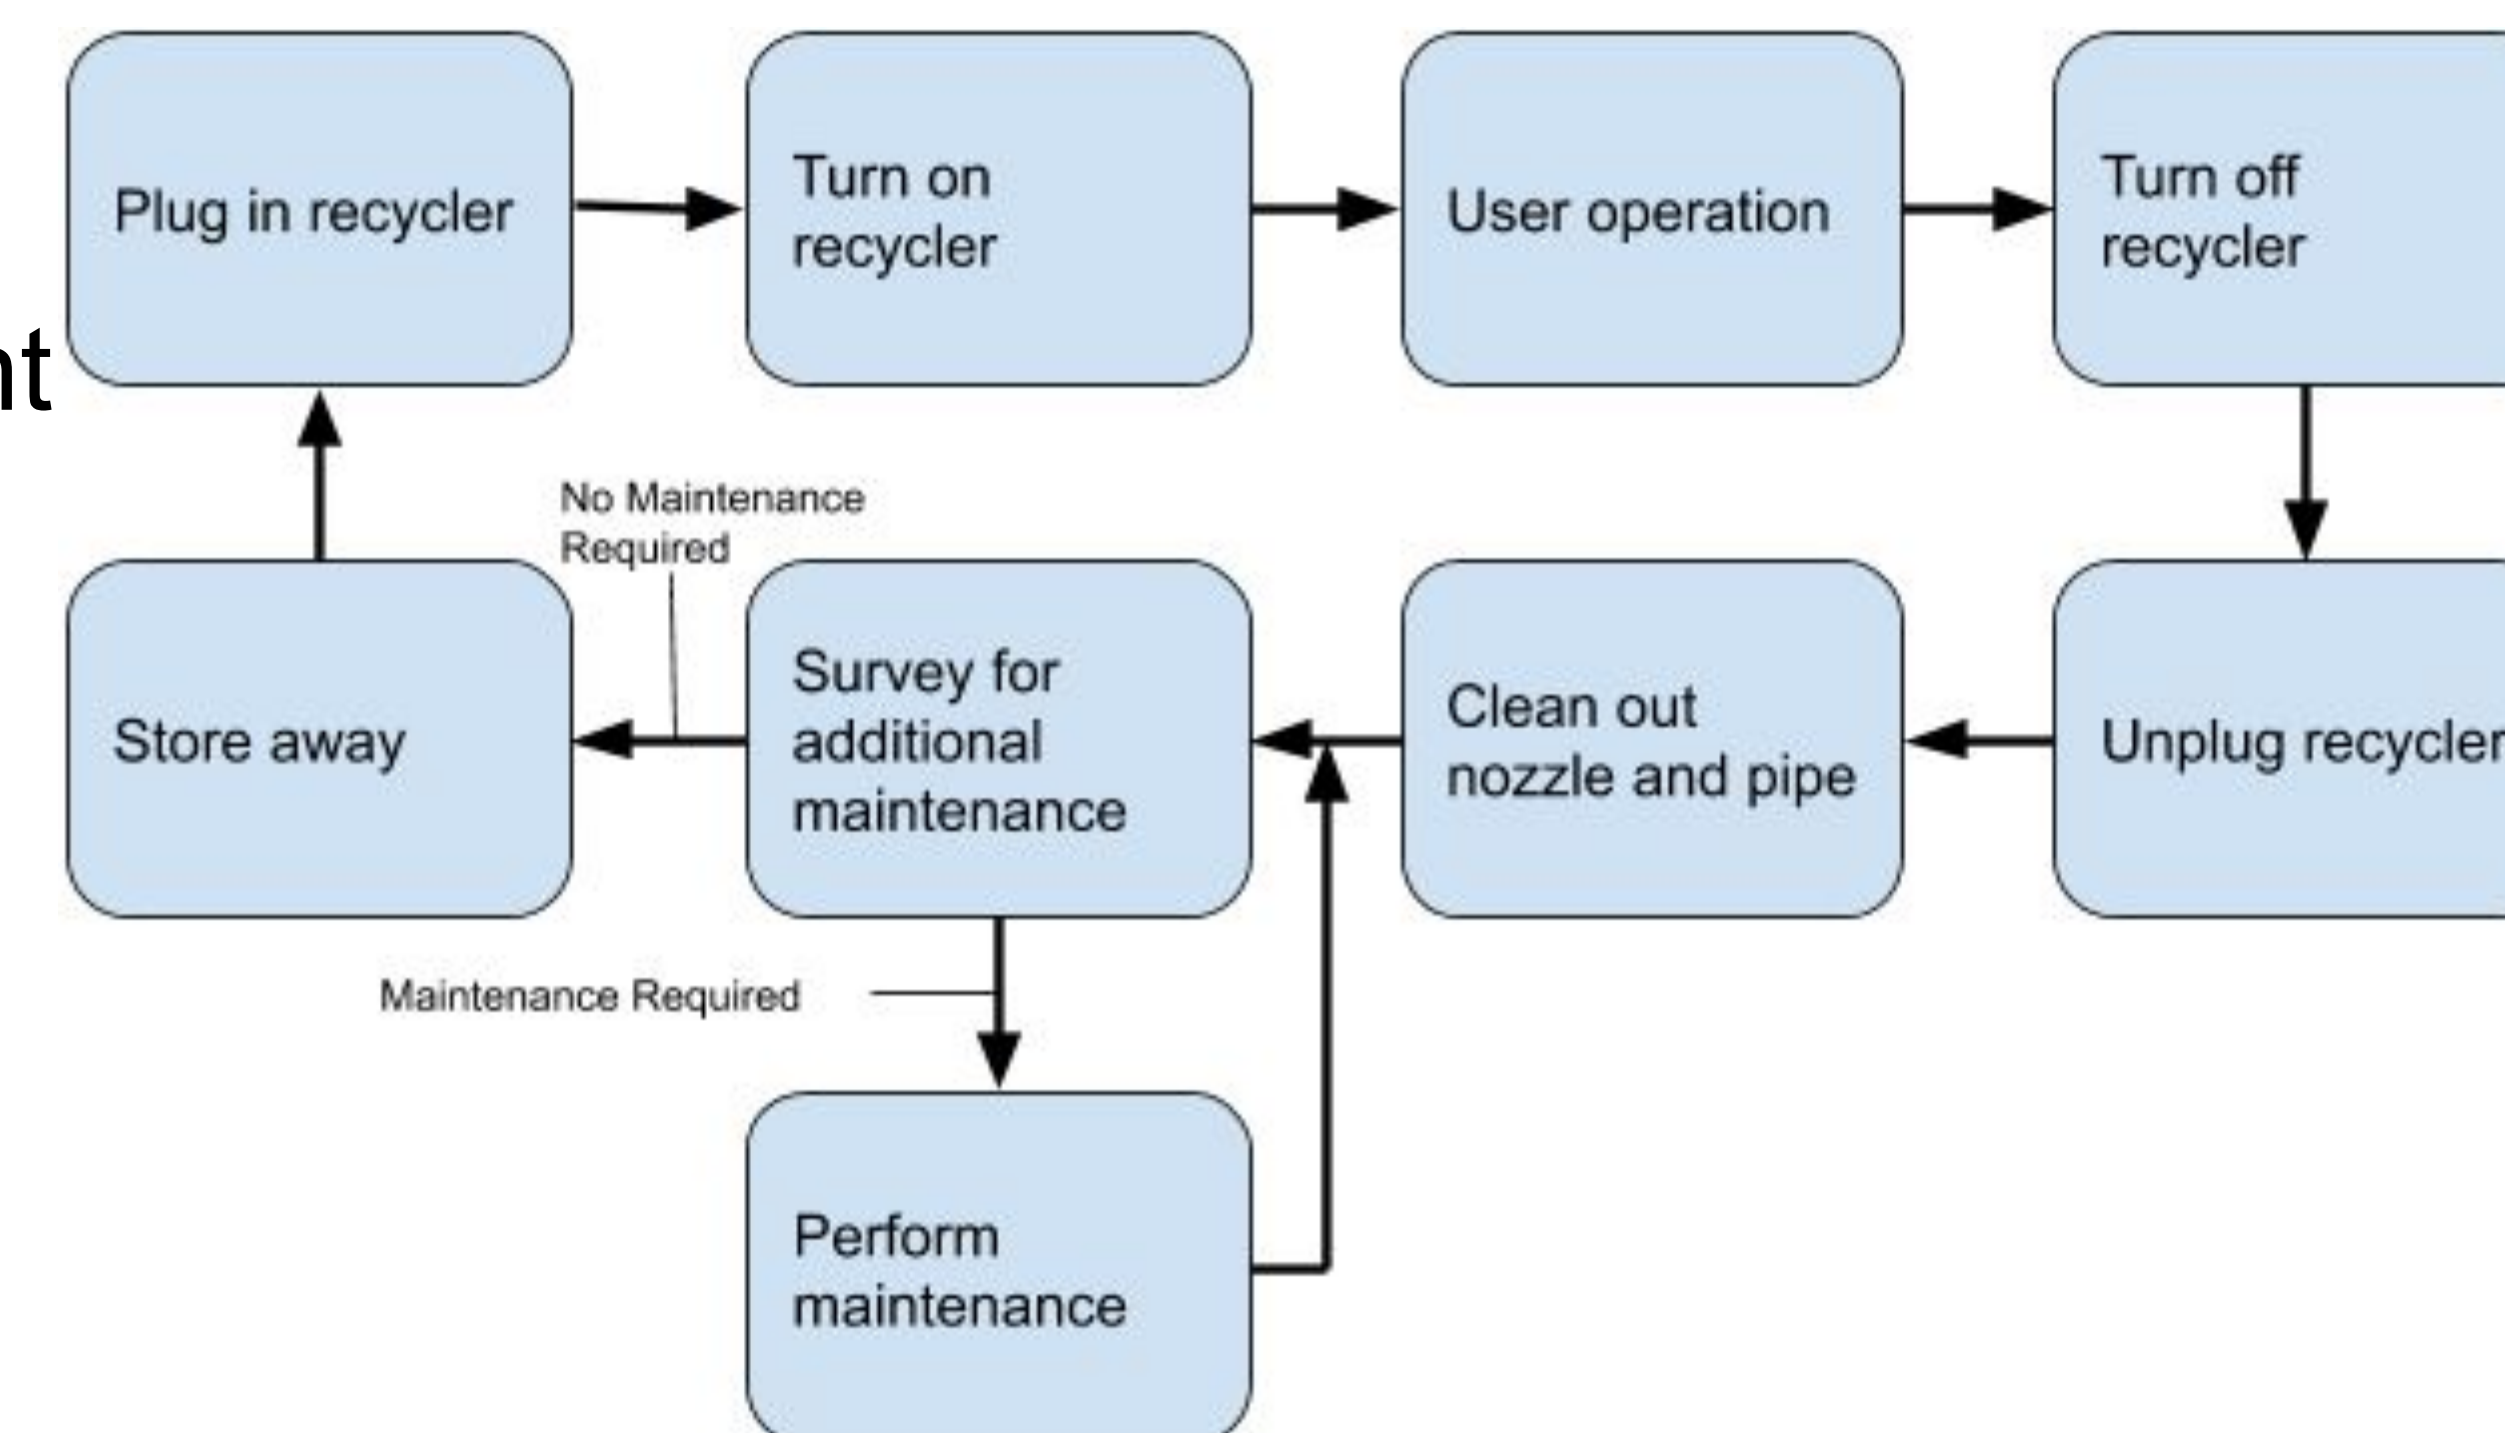 Plug in recycler
Turn on
recycler
User operation
Turn off
recycler
nt
No Maintenance
Required
Store away
Survey for
additional
maintenance
Clean out
nozzle and pipe
Unplug recycler
Maintenance Required
Perform
maintenance